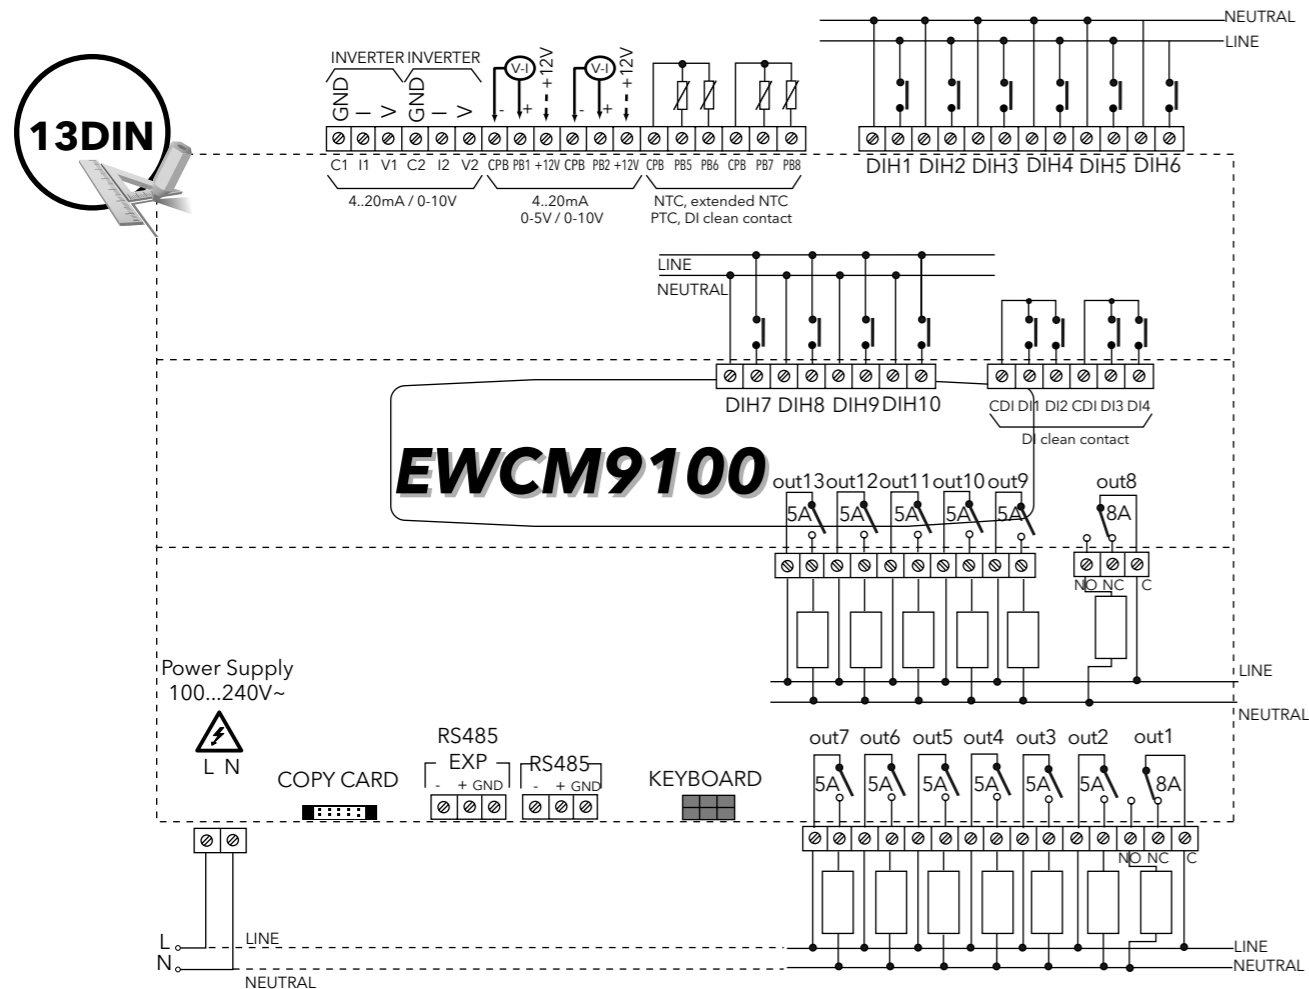 NEUTRAL
LINE
INVERTER INVERTER
GND I V GND I V
V-I +12V V-I +12V
- + - +
13DIN
C1 I1 V1 C2 I2 V2 CPB PB1 +12V CPB PB2 +12V CPB PB5 PB6 CPB PB7 PB8
DIH1 DIH2 DIH3 DIH4 DIH5 DIH6
4..20mA / 0-10V
4..20mA
0-5V / 0-10V
NTC, extended NTC
PTC, DI clean contact
LINE
NEUTRAL
DIH7 DIH8 DIH9 DIH10
CDI DI1 DI2 CDI DI3 DI4
DI clean contact
EWCM9100
out13 out12 out11 out10 out9 out8
5A 5A 5A 5A 5A 8A
NO NC C
LINE
NEUTRAL
Power Supply
100...240V~
L N
COPY CARD
RS485
EXP
- + GND
RS485
- + GND
KEYBOARD
out7 out6 out5 out4 out3 out2 out1
5A 5A 5A 5A 5A 5A 8A
NO NC C
L
LINE
N
NEUTRAL
LINE
NEUTRAL